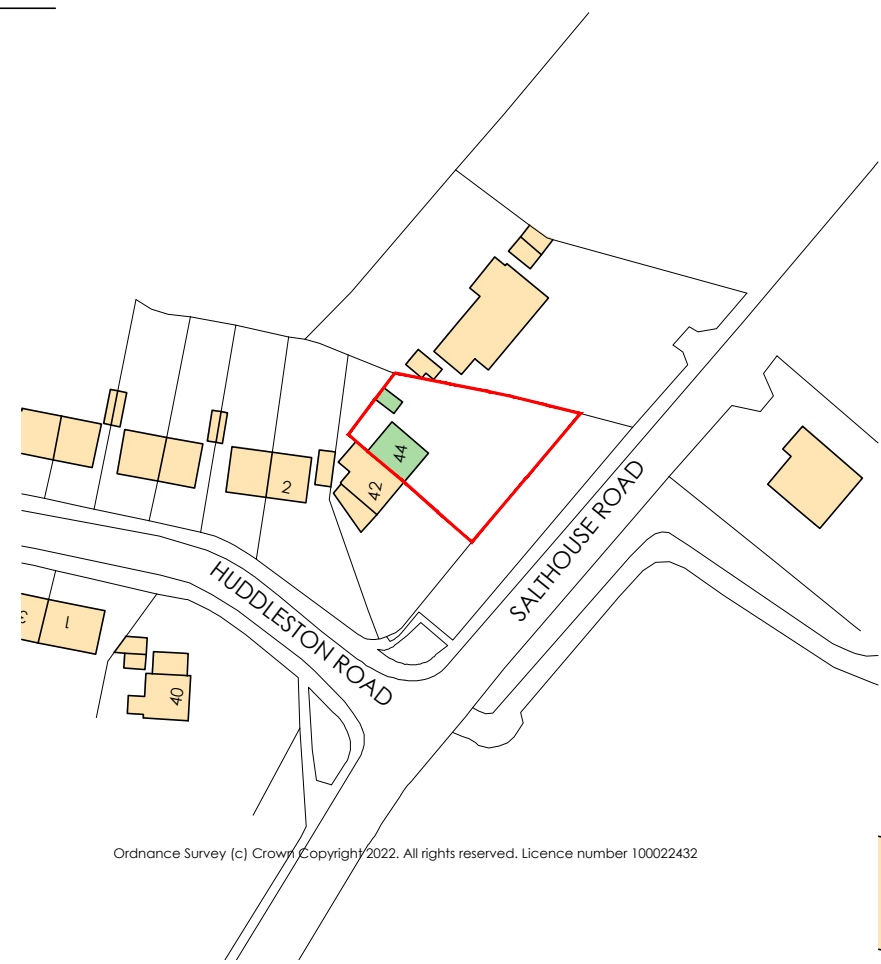 44
42
2
SALTHOUSE ROAD
HUDDLESTON ROAD
3
1
40
Ordnance Survey (c) Crown Copyright 2022. All rights reserved. Licence number 100022432